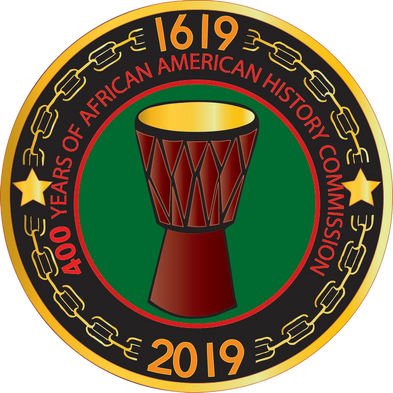 1619
400 YEARS OF AFRICAN AMERICAN HISTORY COMMISSION
2019